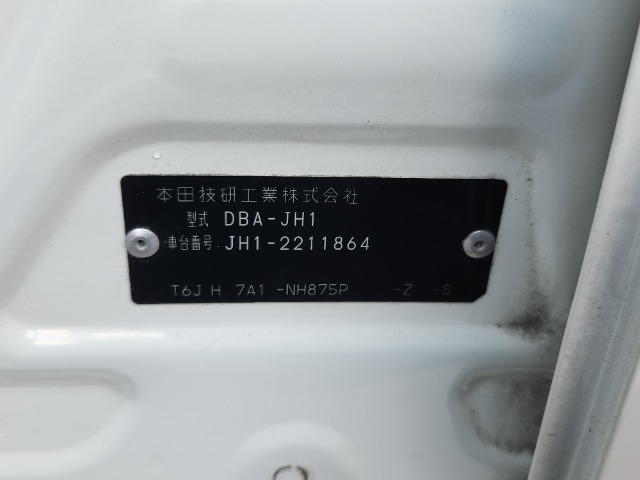 本田技研工業株式会社
型式 DBA-JH1
車台番号. JH1-2211864
T6J H 7A1 -NH875P -Z -S